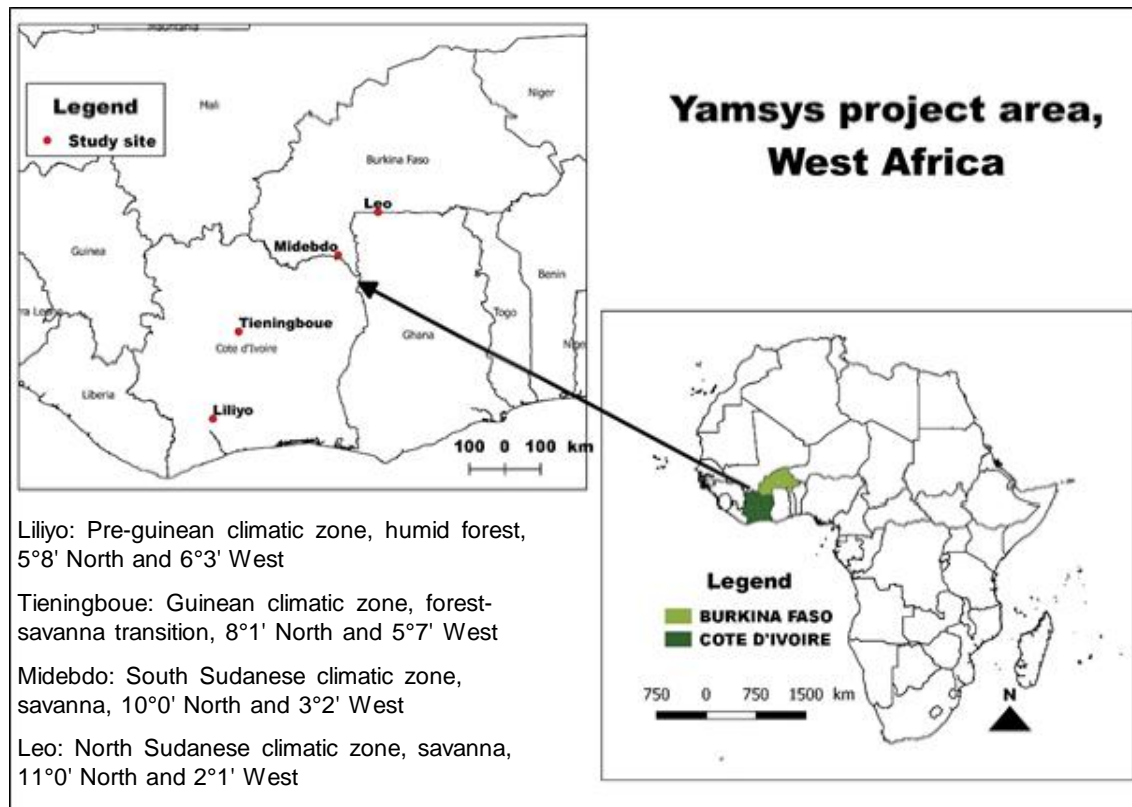 Mauritania
Niger
Mali
Legend
Study site
Burkina Faso
Leo
Guinea
Midebdo
Benin
Tieningboue
Togo
Cote d'Ivoire
Ghana
Liberia
Liliyo
100 0 100 km
Yamsys project area,
West Africa
Legend
BURKINA FASO
COTE D'IVOIRE
750 0 750 1500 km
N
Liliyo: Pre-guinean climatic zone, humid forest,
5°8' North and 6°3' West
Tieningboue: Guinean climatic zone, forest-
savanna transition, 8°1' North and 5°7' West
Midebdo: South Sudanese climatic zone,
savanna, 10°0' North and 3°2' West
Leo: North Sudanese climatic zone, savanna,
11°0' North and 2°1' West